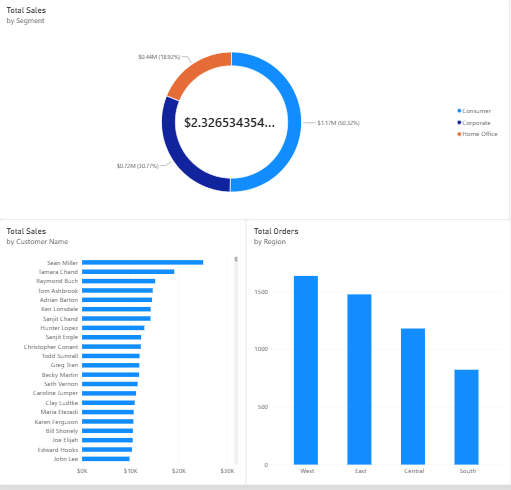 Total Sales
by Segment
$0.44M (18.92%)
$2.326534354...
$1.17M (50.32%)
$0.72M (30.77%)
Consumer
Corporate
Home Office
Total Sales
by Customer Name
Sean Miller
Tamara Chand
Raymond Buch
Tom Ashbrook
Adrian Barton
Ken Lonsdale
Sanjit Chand
Hunter Lopez
Sanjit Engle
Christopher Conant
Todd Sumrall
Greg Tran
Becky Martin
Seth Vernon
Caroline Jumper
Clay Ludtke
Maria Etezadi
Karen Ferguson
Bill Shonely
Joe Elijah
Edward Hooks
John Lee
$0K $10K $20K $30K
Total Orders
by Region
1500
1000
500
0
West East Central South